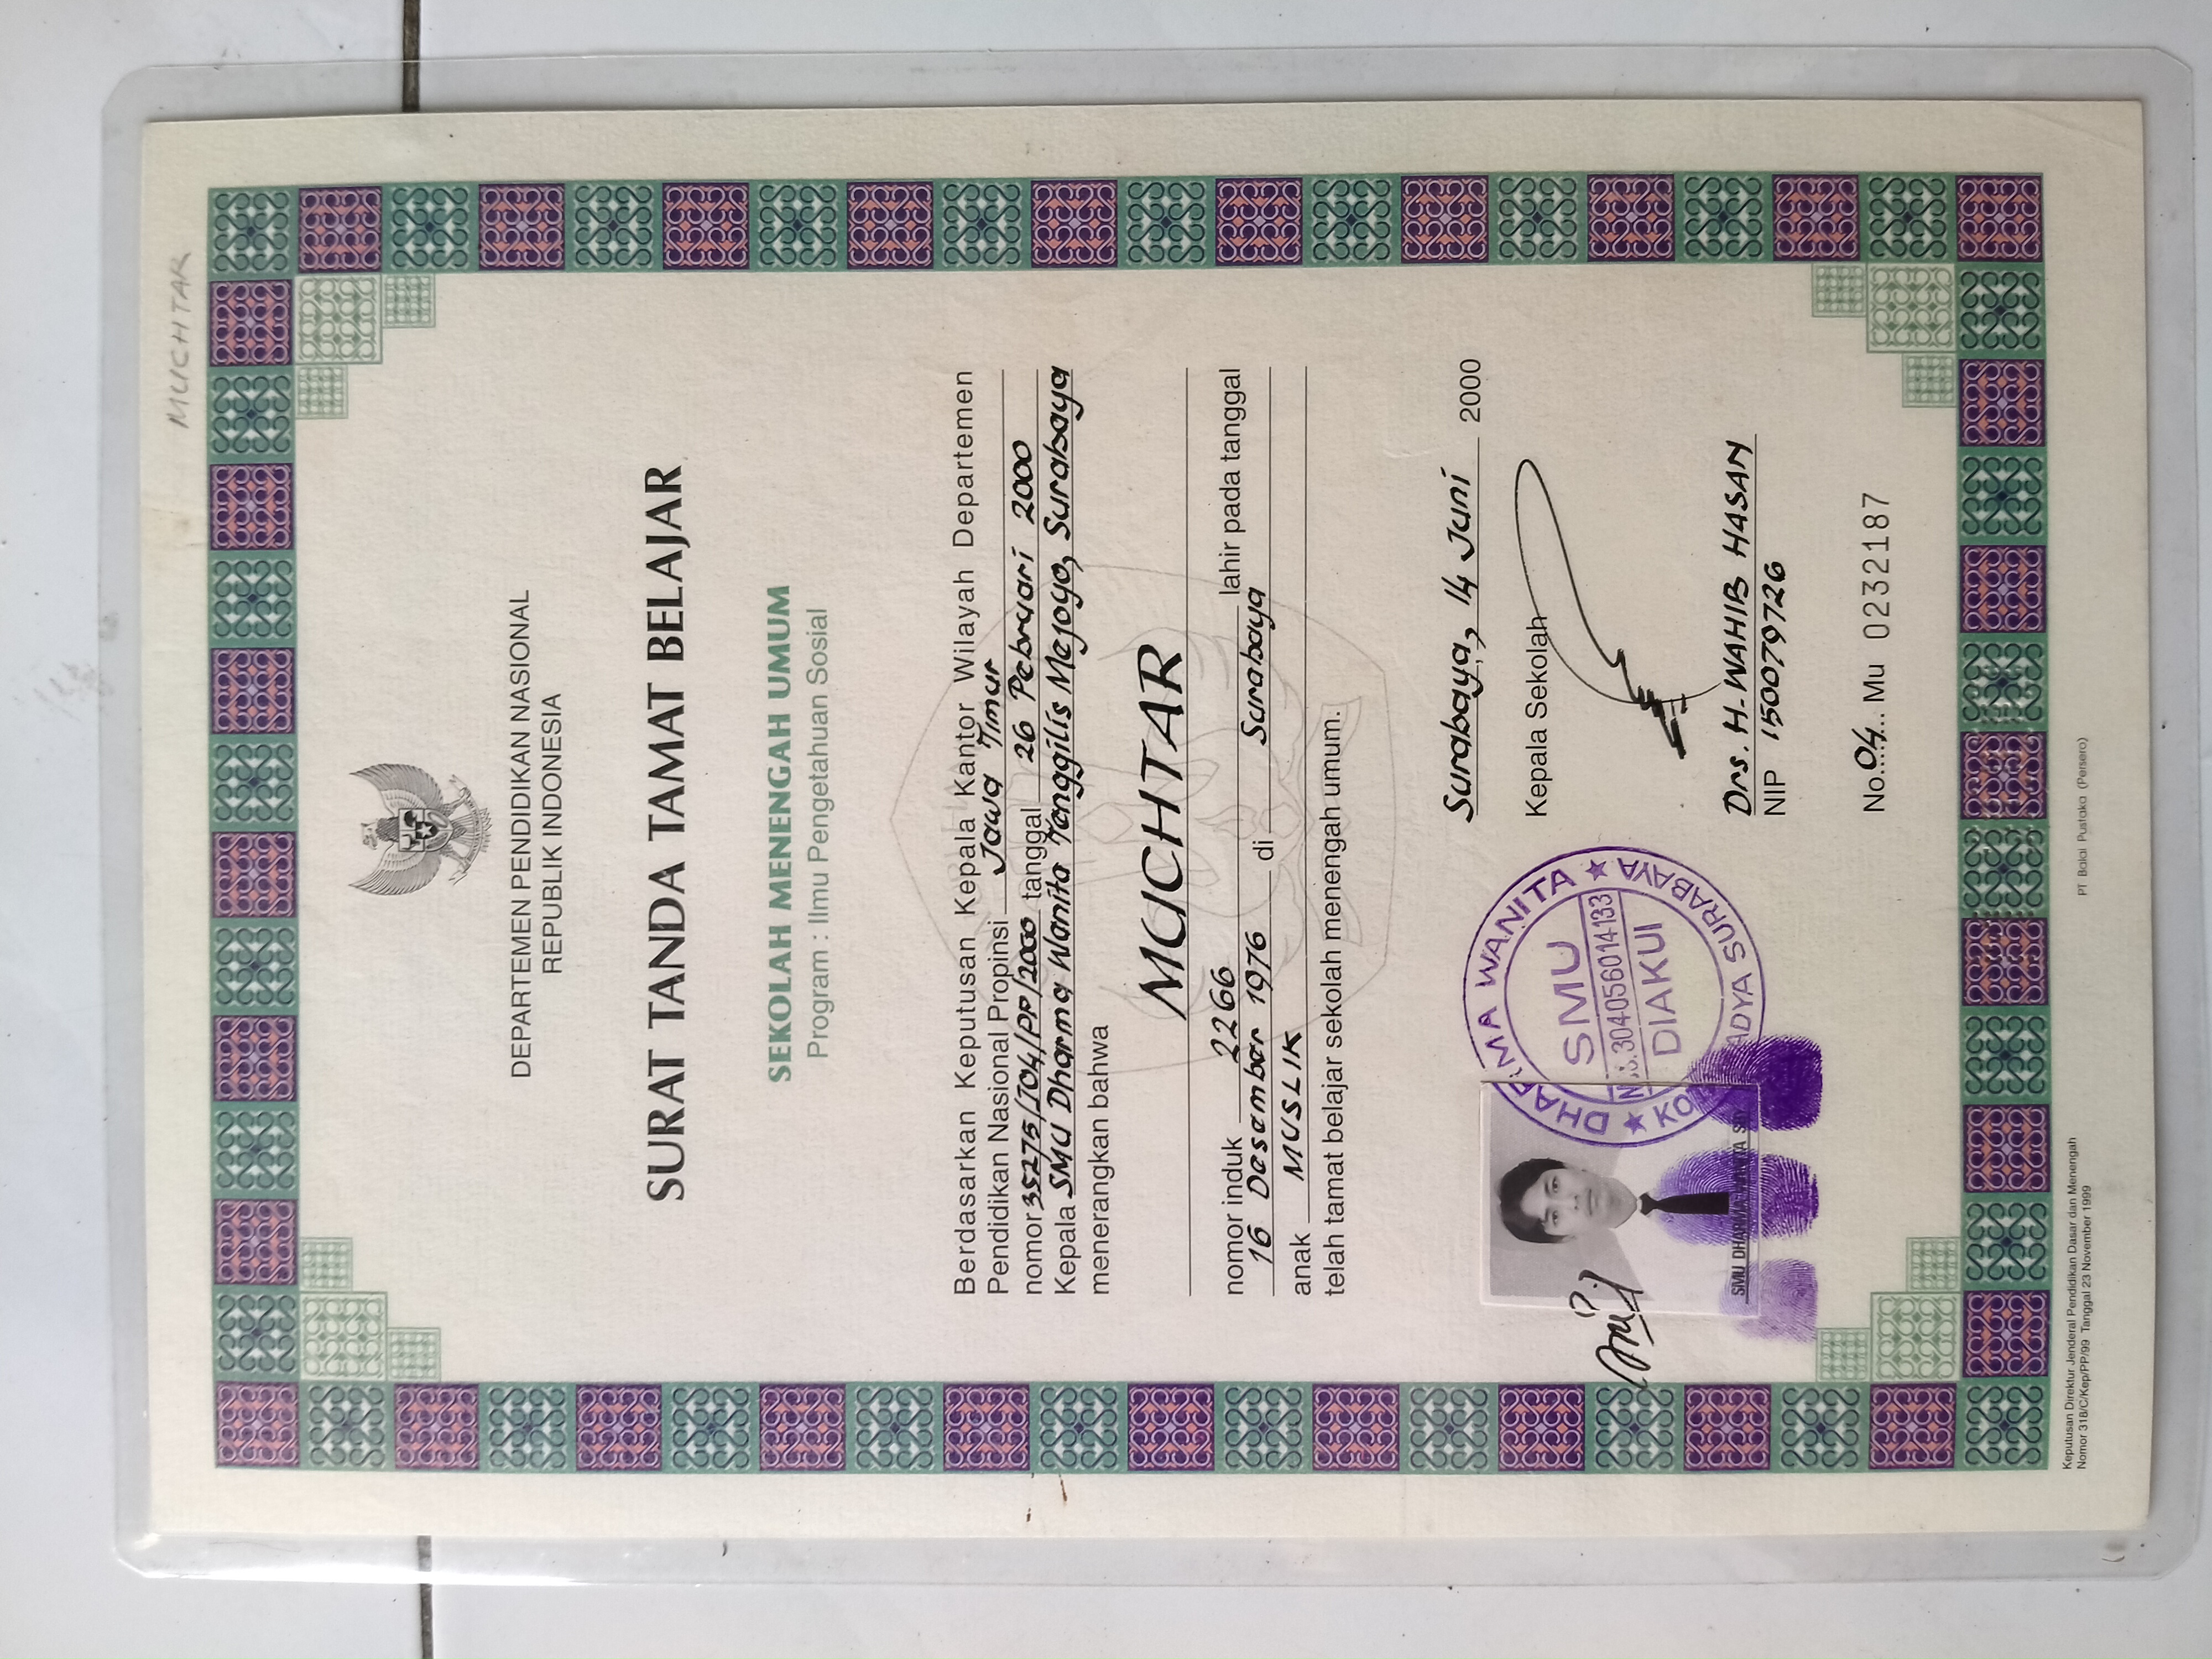 MUCHTAR
DEPARTEMEN PENDIDIKAN NASIONAL
REPUBLIK INDONESIA
SURAT TANDA TAMAT BELAJAR
SEKOLAH MENENGAH UMUM
Program : Ilmu Pengetahuan Sosial
Berdasarkan Keputusan Kepala Kantor Wilayah Departemen
Pendidikan Nasional Propinsi Jawa Timur
nomor 35275/I04/PP/2000 tanggal 26 Pebruari 2000
Kepala SMU Dharma Wanita Tenggilis Mejoyo, Surabaya
menerangkan bahwa
MUCHTAR
nomor induk 2266 lahir pada tanggal
16 Desember 1976 di Surabaya
anak MUSLIK
telah tamat belajar sekolah menengah umum.
Surabaya, 14 Juni 2000
Kepala Sekolah
DHARMA WANITA
SMU
304056014133
DIAKUI
SURABAYA
SMU DHARMA WANITA SBY
Drs. H. WAHIB HASAN
NIP 150079726
No. 04 Mu 0232187
Keputusan Direktur Jenderal Pendidikan Dasar dan Menengah
Nomor 318/C/Kep/PP/99 Tanggal 23 November 1999
PT Balai Pustaka (Persero)